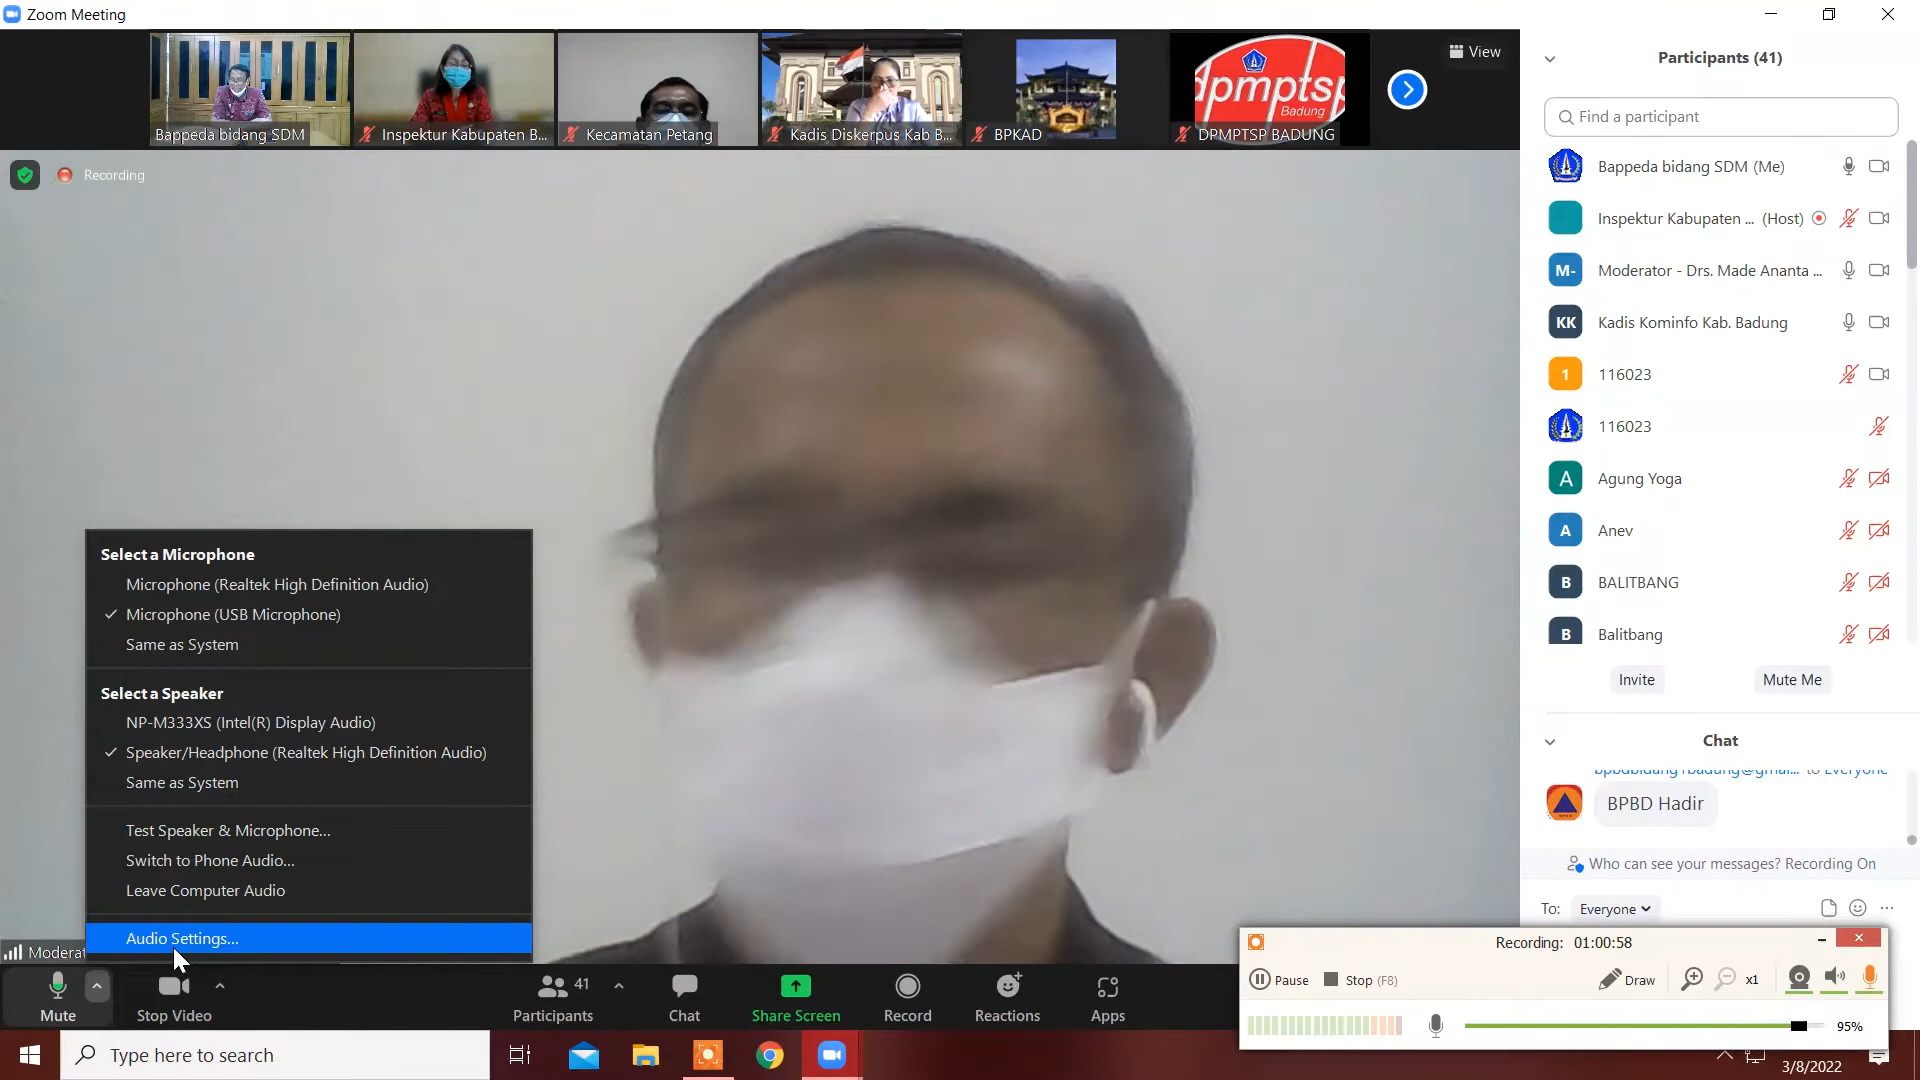 Zoom Meeting
Bappeda bidang SDM
Inspektur Kabupaten B...
Kecamatan Petang
Kadis Diskerpus Kab B...
BPKAD
dpmptsp
Badung
DPMPTSP BADUNG
View
Recording
Select a Microphone
Microphone (Realtek High Definition Audio)
Microphone (USB Microphone)
Same as System
Select a Speaker
NP-M333XS (Intel(R) Display Audio)
Speaker/Headphone (Realtek High Definition Audio)
Same as System
Test Speaker & Microphone...
Switch to Phone Audio...
Leave Computer Audio
Audio Settings...
Moderat
Mute
Stop Video
41
Participants
Chat
Share Screen
Record
Reactions
Apps
Participants (41)
Find a participant
Bappeda bidang SDM (Me)
Inspektur Kabupaten ... (Host)
M- Moderator - Drs. Made Ananta ...
KK Kadis Kominfo Kab. Badung
1 116023
116023
A Agung Yoga
A Anev
B BALITBANG
B Balitbang
Invite
Mute Me
Chat
to Everyone
BPBD Hadir
Who can see your messages? Recording On
To: Everyone
Recording: 01:00:58
Pause
Stop (F8)
Draw
x1
95%
Type here to search
3/8/2022